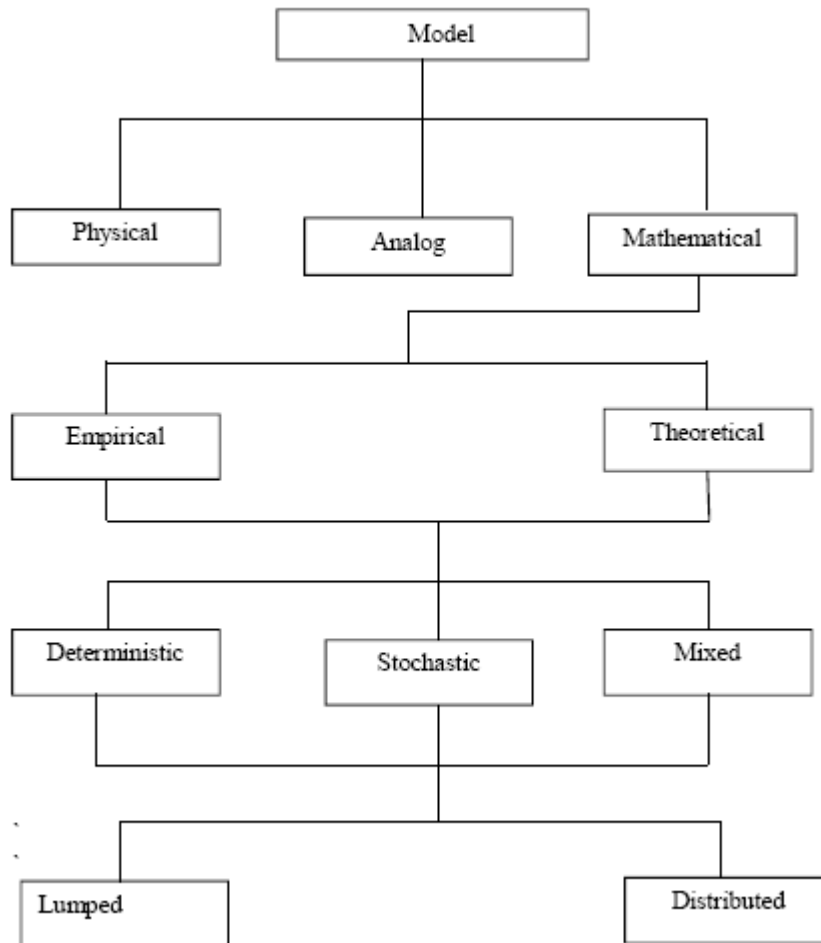 Model
Physical
Analog
Mathematical
Empirical
Theoretical
Deterministic
Stochastic
Mixed
Lumped
Distributed